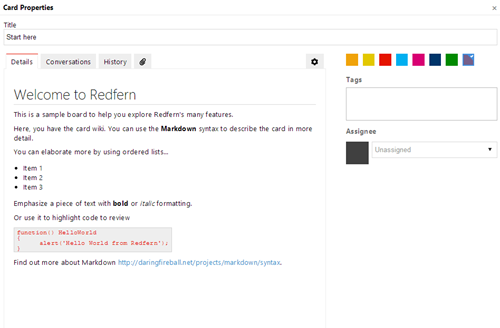 Card Properties
Title
Start here
Details Conversations History
Welcome to Redfern
This is a sample board to help you explore Redfern's many features.
Here, you have the card wiki. You can use the Markdown syntax to describe the card in more
detail.
You can elaborate more by using ordered lists...
Item 1
Item 2
Item 3
Emphasize a piece of text with bold or italic formatting.
Or use it to highlight code to review
function() HelloWorld
{
alert('Hello World from Redfern');
}
Find out more about Markdown http://daringfireball.net/projects/markdown/syntax.
Tags
Assignee
Unassigned